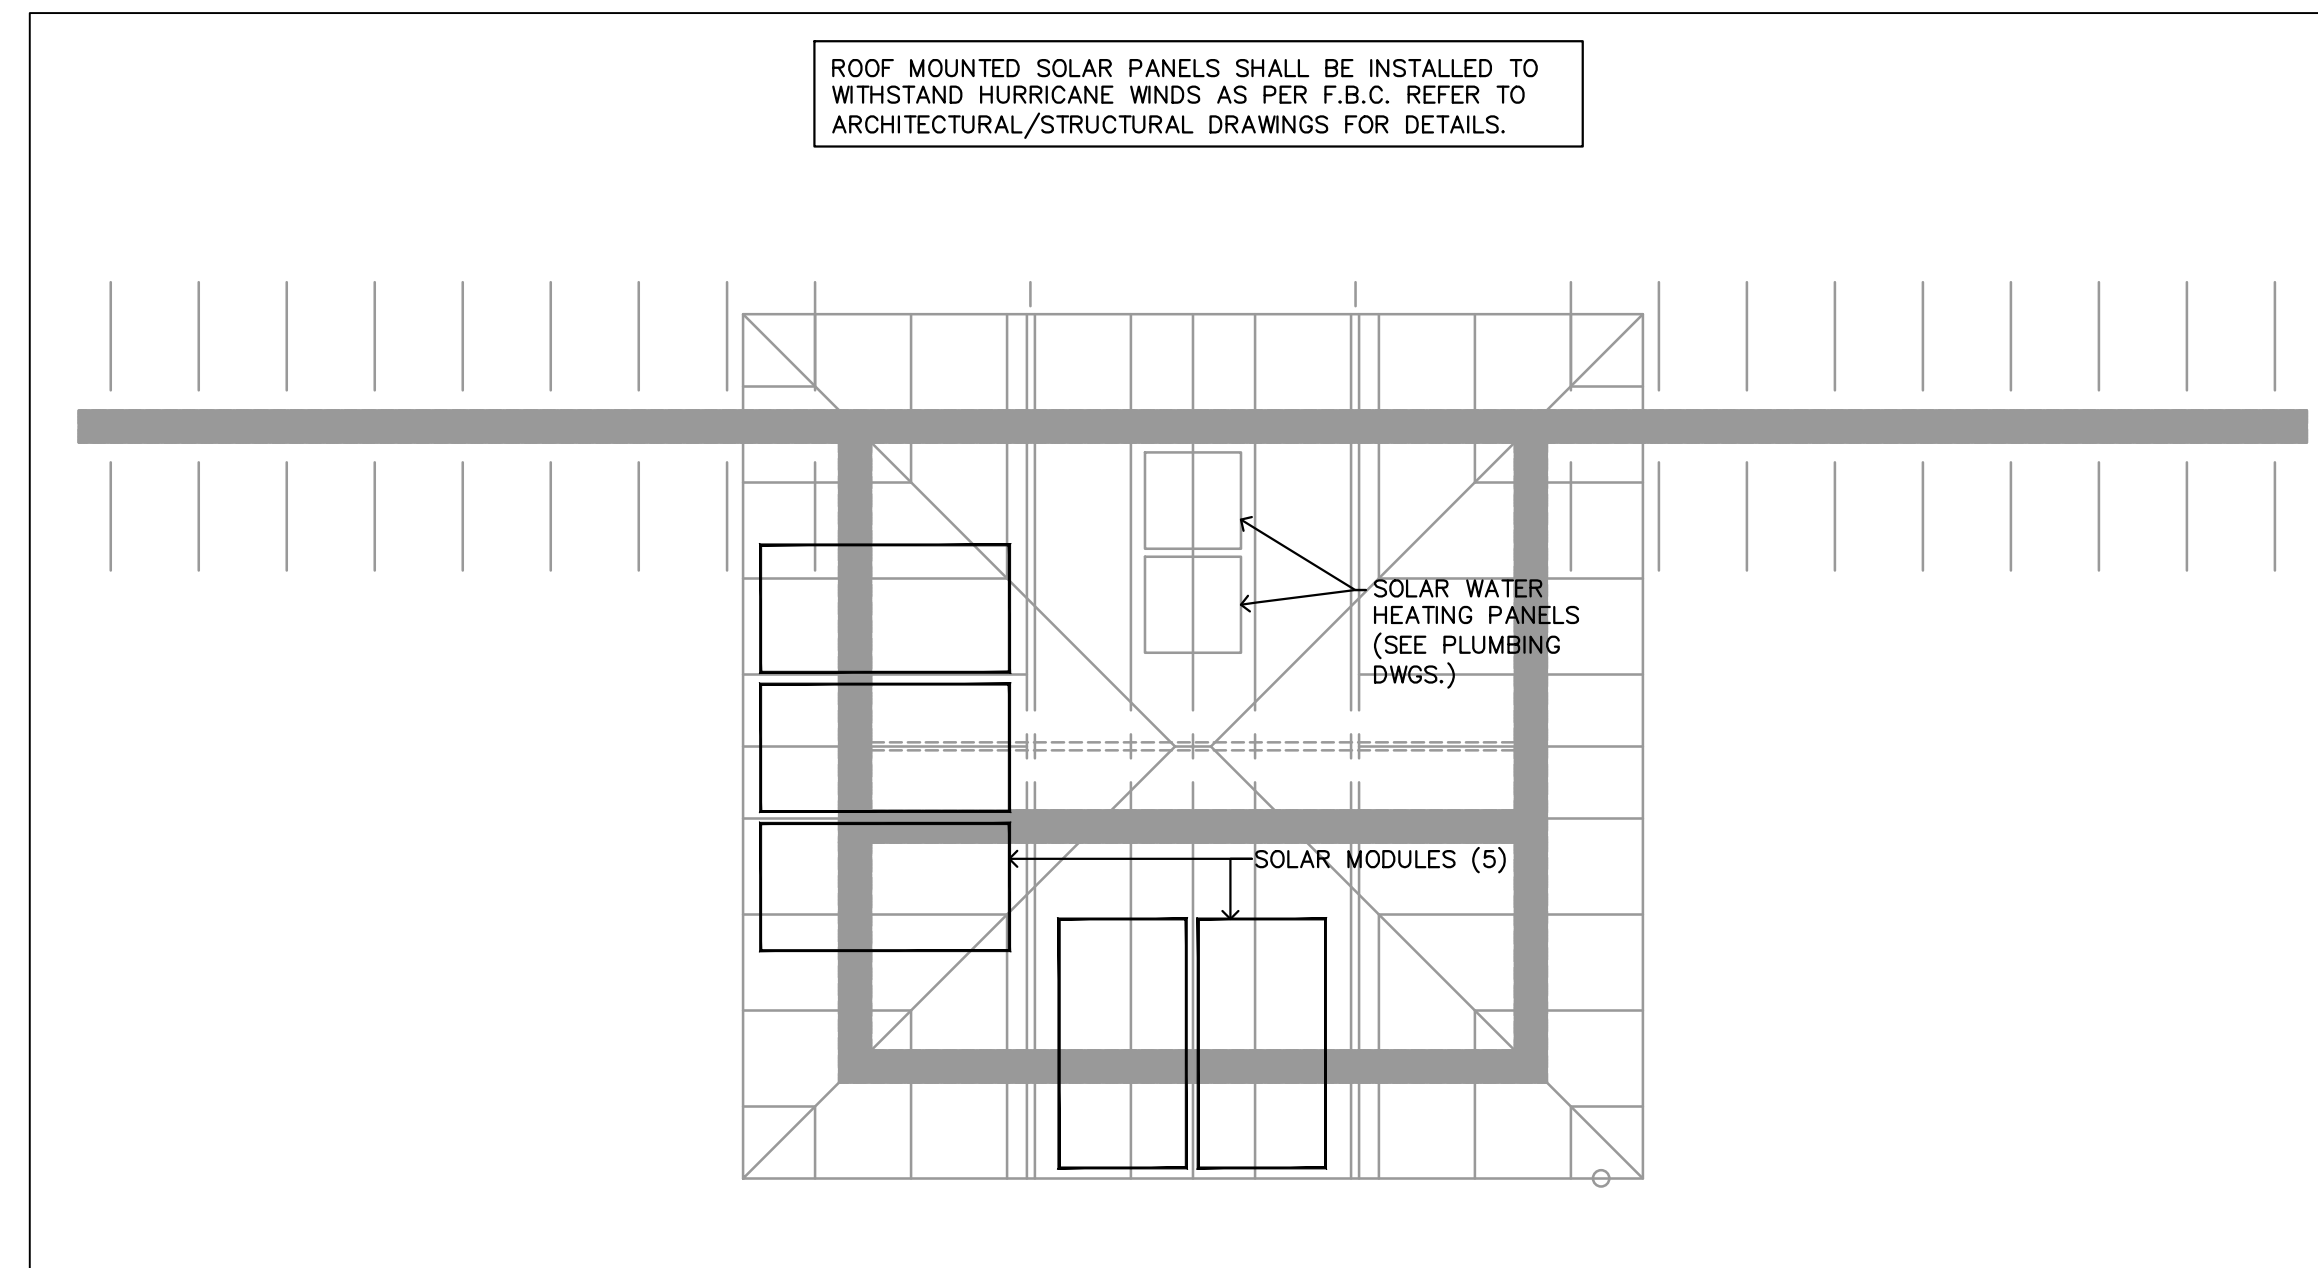 ROOF MOUNTED SOLAR PANELS SHALL BE INSTALLED TO
WITHSTAND HURRICANE WINDS AS PER F.B.C. REFER TO
ARCHITECTURAL/STRUCTURAL DRAWINGS FOR DETAILS.
SOLAR WATER
HEATING PANELS
(SEE PLUMBING
DWGS.)
SOLAR MODULES (5)